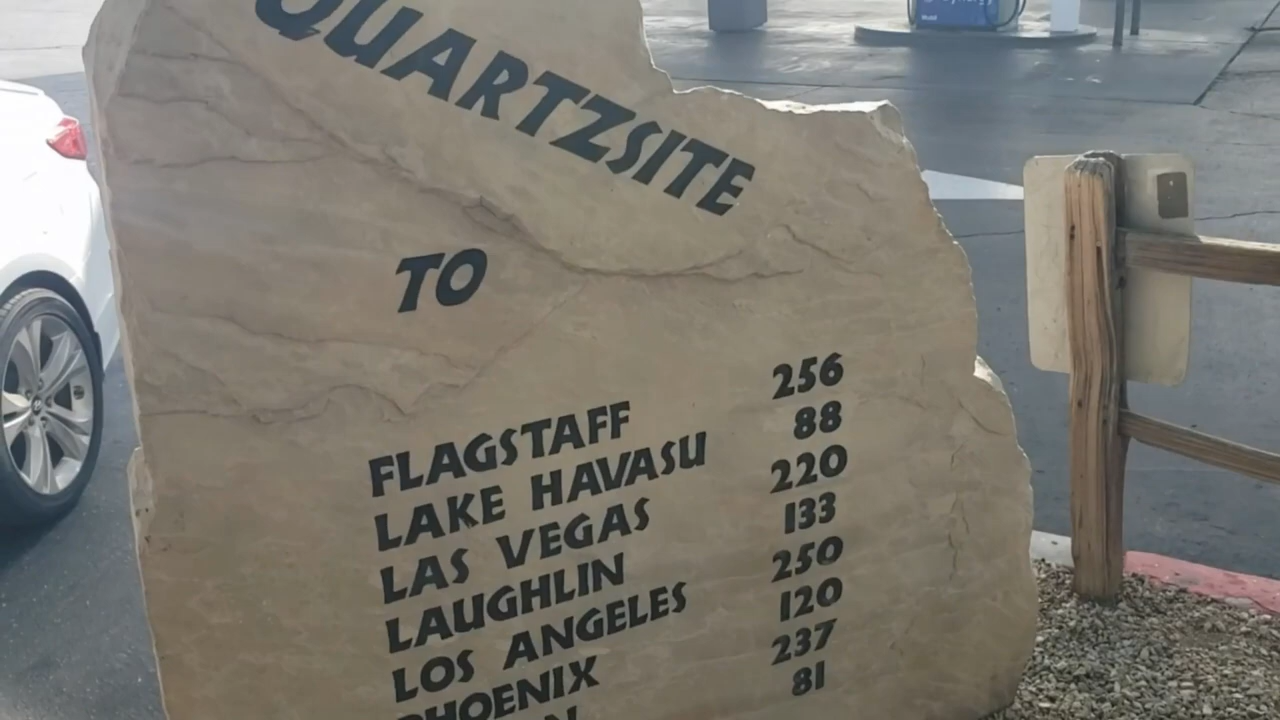 QUARTZSITE
TO
FLAGSTAFF 256
LAKE HAVASU 88
LAS VEGAS 220
LAUGHLIN 133
LOS ANGELES 250
PHOENIX 120
237
81